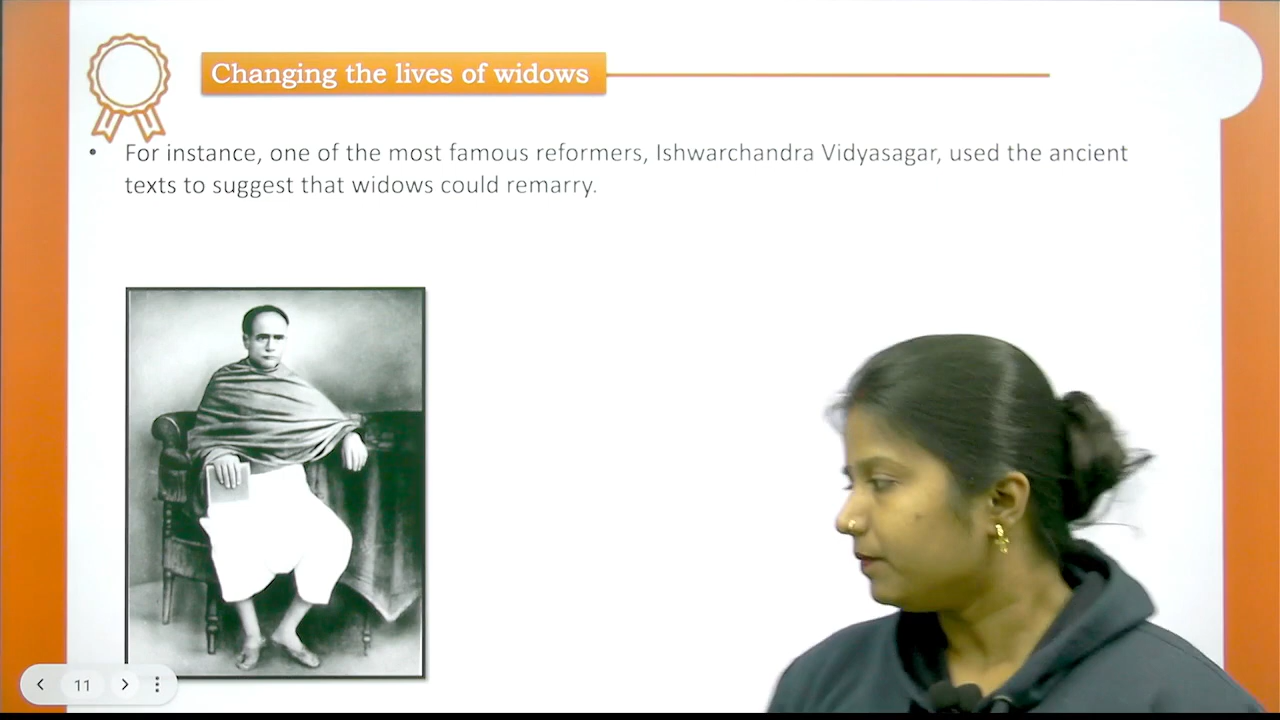 Changing the lives of widows
• For instance, one of the most famous reformers, Ishwarchandra Vidyasagar, used the ancient
texts to suggest that widows could remarry.
11